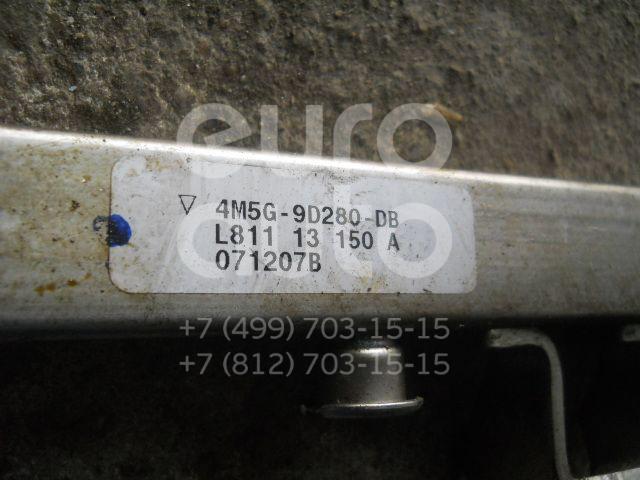 euro
auto
▽ 4M5G-9D280-DB
L811 13 150 A
071207B
+7 (499) 703-15-15
+7 (812) 703-15-15